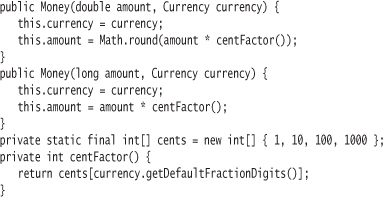 public Money(double amount, Currency currency) {
   this.currency = currency;
   this.amount = Math.round(amount * centFactor());
}
public Money(long amount, Currency currency) {
   this.currency = currency;
   this.amount = amount * centFactor();
}
private static final int[] cents = new int[] { 1, 10, 100, 1000 };
private int centFactor() {
   return cents[currency.getDefaultFractionDigits()];
}